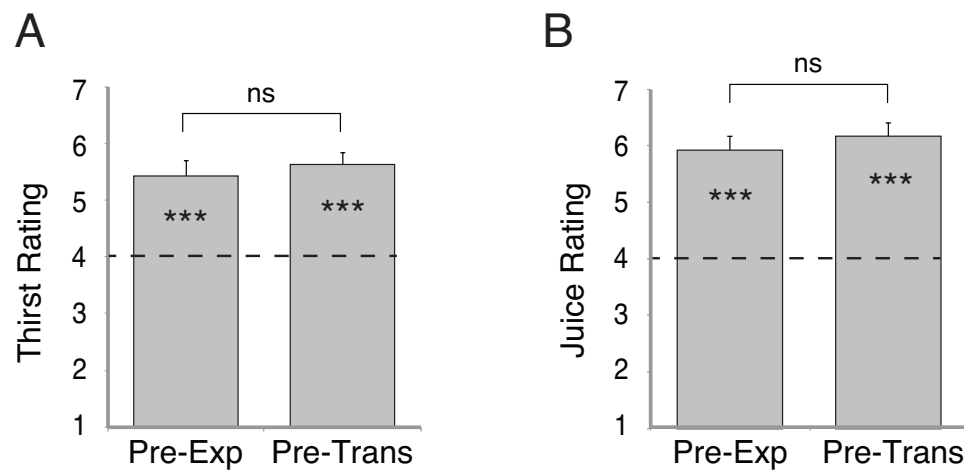 A
Thirst Rating
7
6
5
4
3
2
1
ns
***
***
Pre-Exp
Pre-Trans
B
Juice Rating
7
6
5
4
3
2
1
ns
***
***
Pre-Exp
Pre-Trans